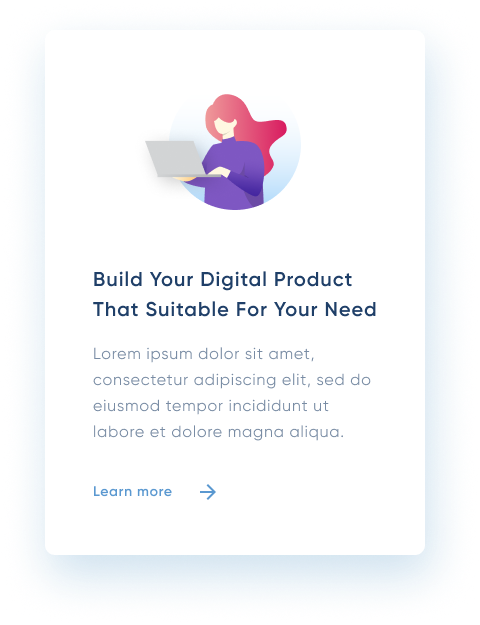 Build Your Digital Product
That Suitable For Your Need
Lorem ipsum dolor sit amet,
consectetur adipiscing elit, sed do
eiusmod tempor incididunt ut
labore et dolore magna aliqua.
Learn more